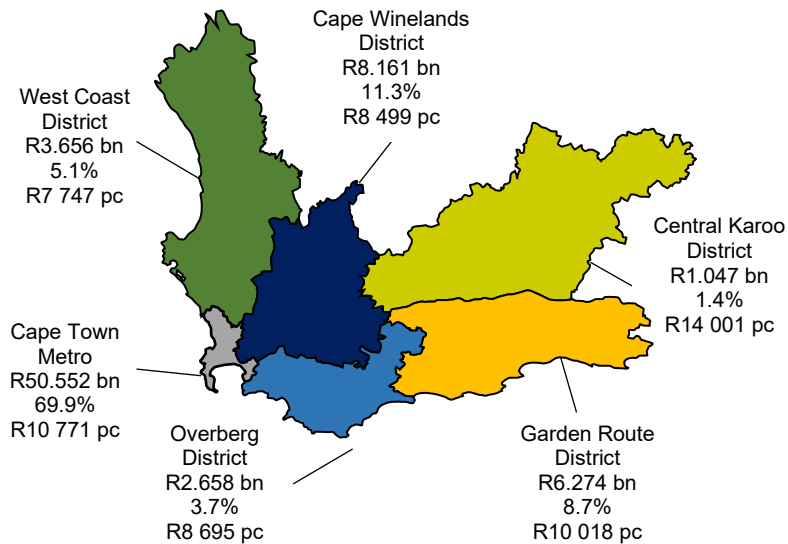 Cape Winelands
District
R8.161 bn
11.3%
R8 499 pc
West Coast
District
R3.656 bn
5.1%
R7 747 pc
Central Karoo
District
R1.047 bn
1.4%
R14 001 pc
Cape Town
Metro
R50.552 bn
69.9%
R10 771 pc
Overberg
District
R2.658 bn
3.7%
R8 695 pc
Garden Route
District
R6.274 bn
8.7%
R10 018 pc